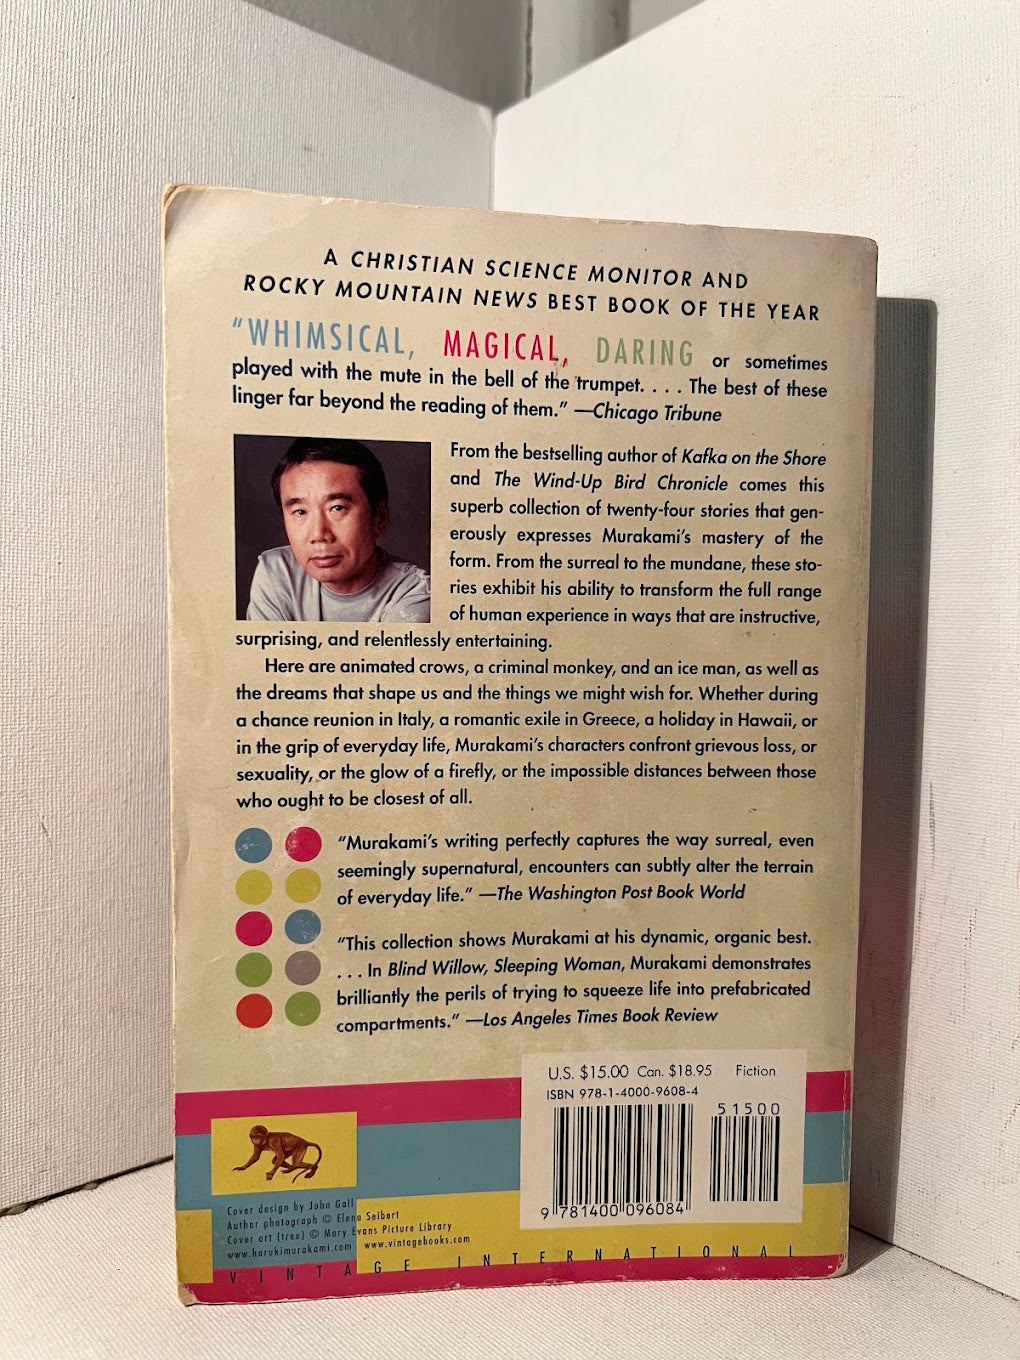 A CHRISTIAN SCIENCE MONITOR AND
ROCKY MOUNTAIN NEWS BEST BOOK OF THE YEAR
“WHIMSICAL, MAGICAL, DARING or sometimes
played with the mute in the bell of the trumpet. . . . The best of these
linger far beyond the reading of them.” —Chicago Tribune
From the bestselling author of Kafka on the Shore
and The Wind-Up Bird Chronicle comes this
superb collection of twenty-four stories that gen-
erously expresses Murakami’s mastery of the
form. From the surreal to the mundane, these sto-
ries exhibit his ability to transform the full range
of human experience in ways that are instructive,
surprising, and relentlessly entertaining.
Here are animated crows, a criminal monkey, and an ice man, as well as
the dreams that shape us and the things we might wish for. Whether during
a chance reunion in Italy, a romantic exile in Greece, a holiday in Hawaii, or
in the grip of everyday life, Murakami’s characters confront grievous loss, or
sexuality, or the glow of a firefly, or the impossible distances between those
who ought to be closest of all.
“Murakami’s writing perfectly captures the way surreal, even
seemingly supernatural, encounters can subtly alter the terrain
of everyday life.” —The Washington Post Book World
“This collection shows Murakami at his dynamic, organic best.
. . . In Blind Willow, Sleeping Woman, Murakami demonstrates
brilliantly the perils of trying to squeeze life into prefabricated
compartments.” —Los Angeles Times Book Review
U.S. $15.00 Can. $18.95 Fiction
ISBN 978-1-4000-9608-4
51500
9 781400 096084
Cover design by John Gall
Author photograph © Elena Seibert
Cover art (tree) © Mary Evans Picture Library
www.harukimurakami.com www.vintagebooks.com
VINTAGE INTERNATIONAL